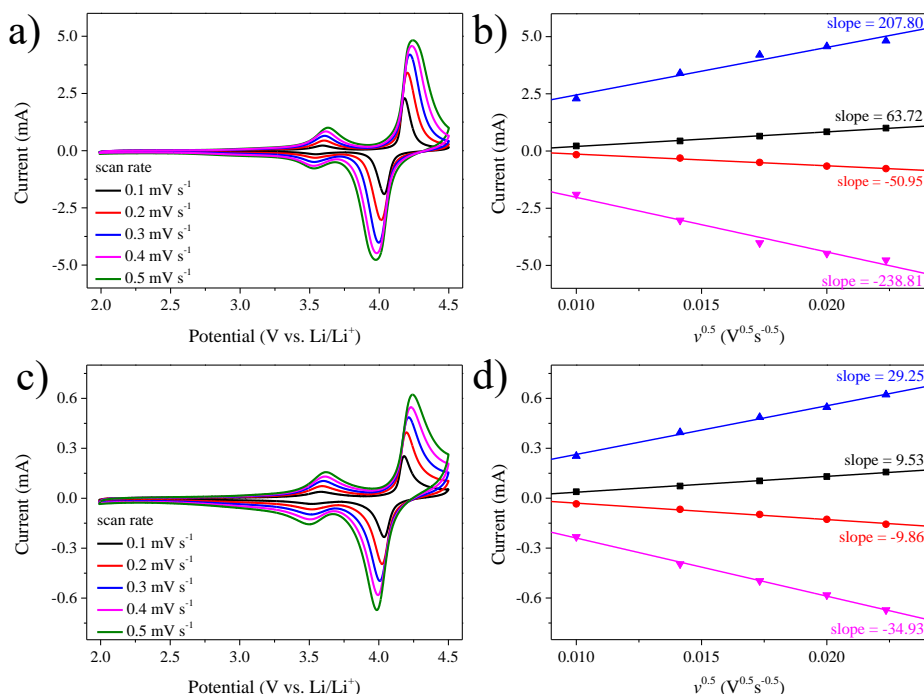 a)
5.0
2.5
0.0
-2.5
-5.0
Current (mA)
scan rate
0.1 mV s⁻¹
0.2 mV s⁻¹
0.3 mV s⁻¹
0.4 mV s⁻¹
0.5 mV s⁻¹
2.0 2.5 3.0 3.5 4.0 4.5
Potential (V vs. Li/Li⁺)
b)
5.0
2.5
0.0
-2.5
-5.0
Current (mA)
slope = 207.80
slope = 63.72
slope = -50.95
slope = -238.81
0.010 0.015 0.020
v⁰·⁵ (V⁰·⁵s⁻⁰·⁵)
c)
0.6
0.3
0.0
-0.3
-0.6
Current (mA)
scan rate
0.1 mV s⁻¹
0.2 mV s⁻¹
0.3 mV s⁻¹
0.4 mV s⁻¹
0.5 mV s⁻¹
2.0 2.5 3.0 3.5 4.0 4.5
Potential (V vs. Li/Li⁺)
d)
0.6
0.3
0.0
-0.3
-0.6
Current (mA)
slope = 29.25
slope = 9.53
slope = -9.86
slope = -34.93
0.010 0.015 0.020
v⁰·⁵ (V⁰·⁵s⁻⁰·⁵)